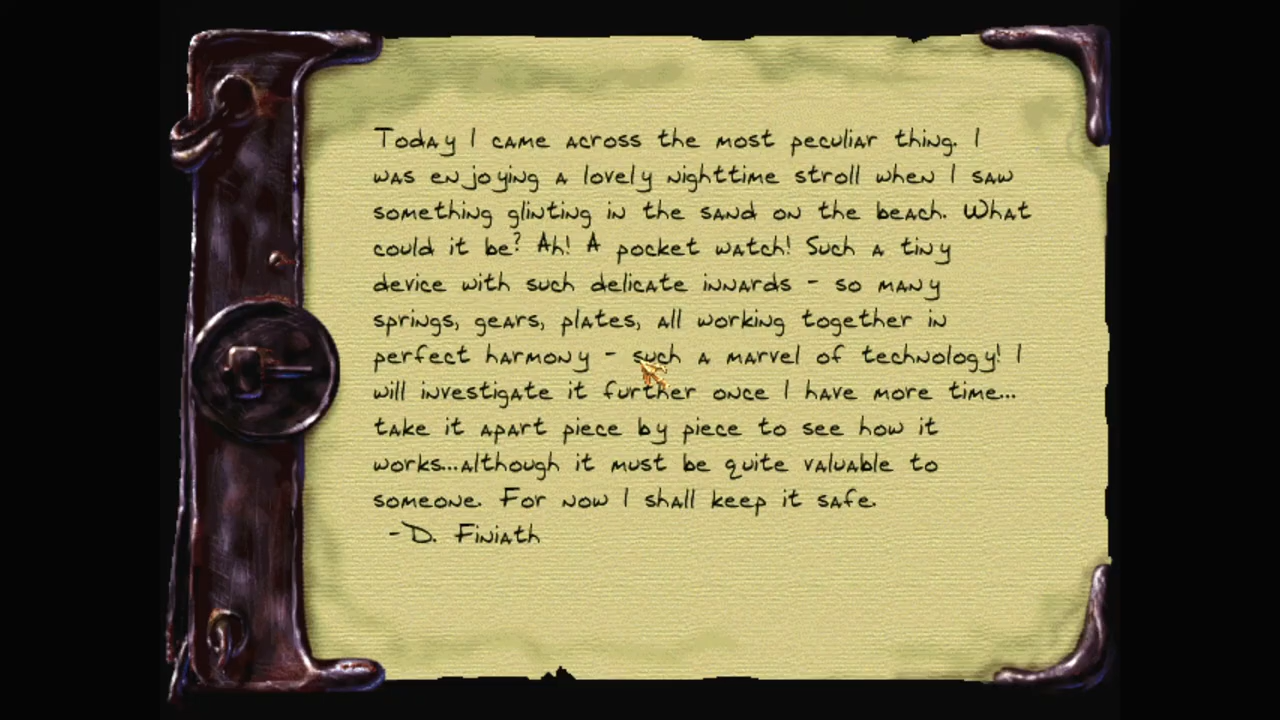 Today I came across the most peculiar thing. I
was enjoying a lovely nighttime stroll when I saw
something glinting in the sand on the beach. What
could it be? Ah! A pocket watch! Such a tiny
device with such delicate innards - so many
springs, gears, plates, all working together in
perfect harmony - such a marvel of technology! I
will investigate it further once I have more time...
take it apart piece by piece to see how it
works...although it must be quite valuable to
someone. For now I shall keep it safe.
-D. Finiath